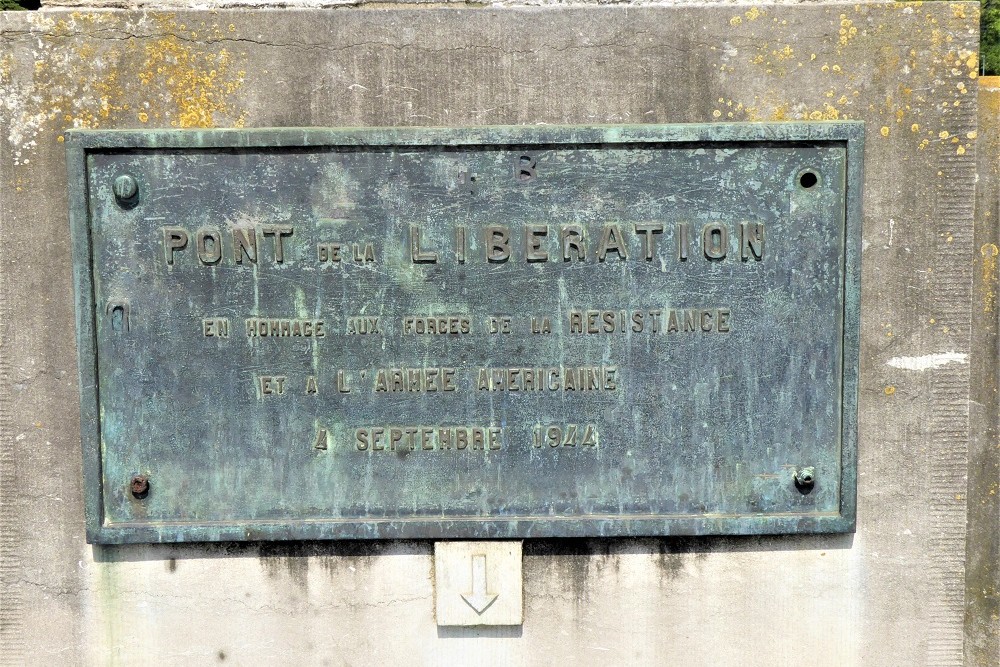 B
PONT DE LA LIBERATION
EN HOMMAGE AUX FORCES DE LA RESISTANCE
ET A L'ARMEE AMERICAINE
4 SEPTEMBRE 1944